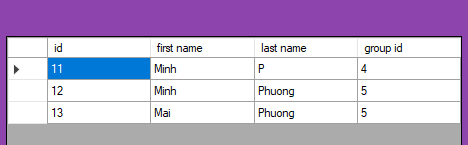 id first name last name group id
11 Minh P 4
12 Minh Phuong 5
13 Mai Phuong 5